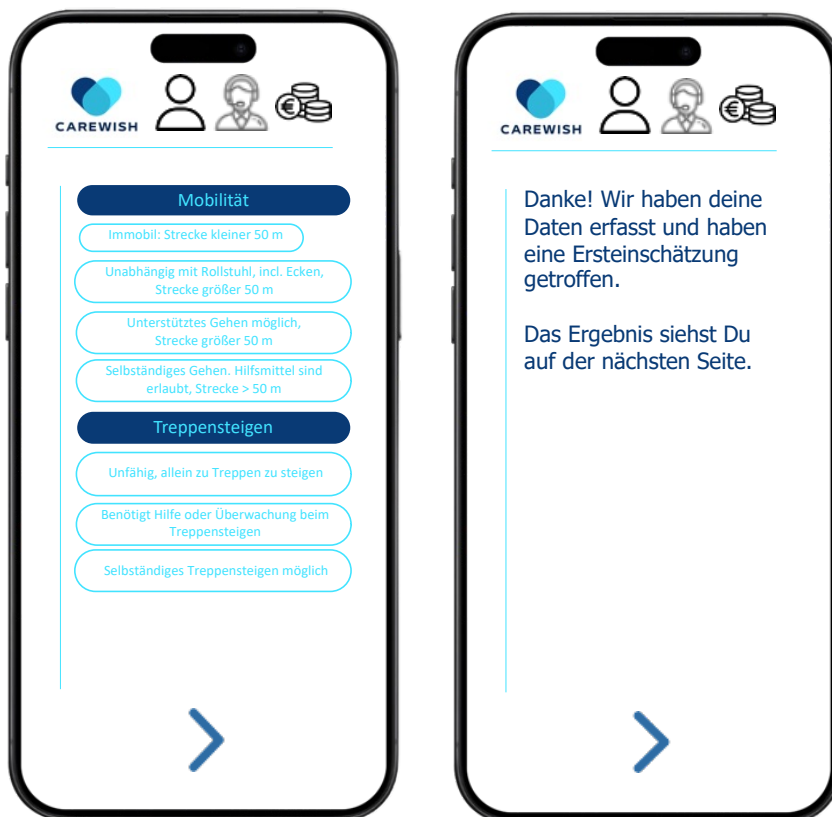 CAREWISH
Mobilität
Immobil: Strecke kleiner 50 m
Unabhängig mit Rollstuhl, incl. Ecken,
Strecke größer 50 m
Unterstütztes Gehen möglich,
Strecke größer 50 m
Selbständiges Gehen. Hilfsmittel sind
erlaubt, Strecke > 50 m
Treppensteigen
Unfähig, allein zu Treppen zu steigen
Benötigt Hilfe oder Überwachung beim
Treppensteigen
Selbständiges Treppensteigen möglich
CAREWISH
Danke! Wir haben deine
Daten erfasst und haben
eine Ersteinschätzung
getroffen.
Das Ergebnis siehst Du
auf der nächsten Seite.